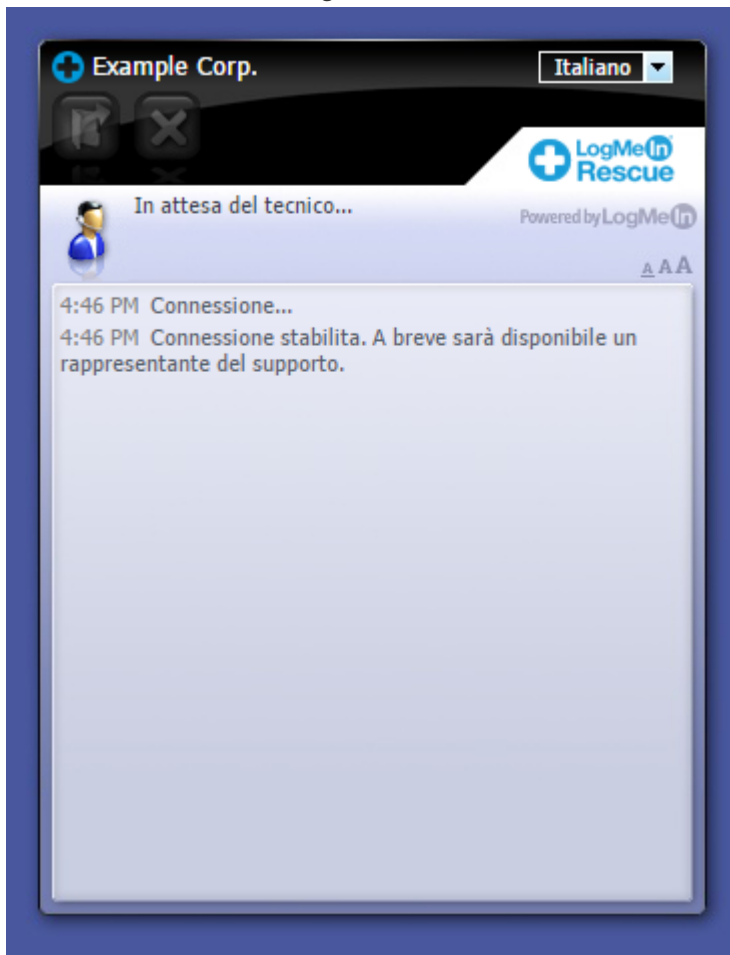 Example Corp.
Italiano
LogMeIn
Rescue
In attesa del tecnico...
Powered by LogMeIn
A A A
4:46 PM Connessione...
4:46 PM Connessione stabilita. A breve sarà disponibile un
rappresentante del supporto.